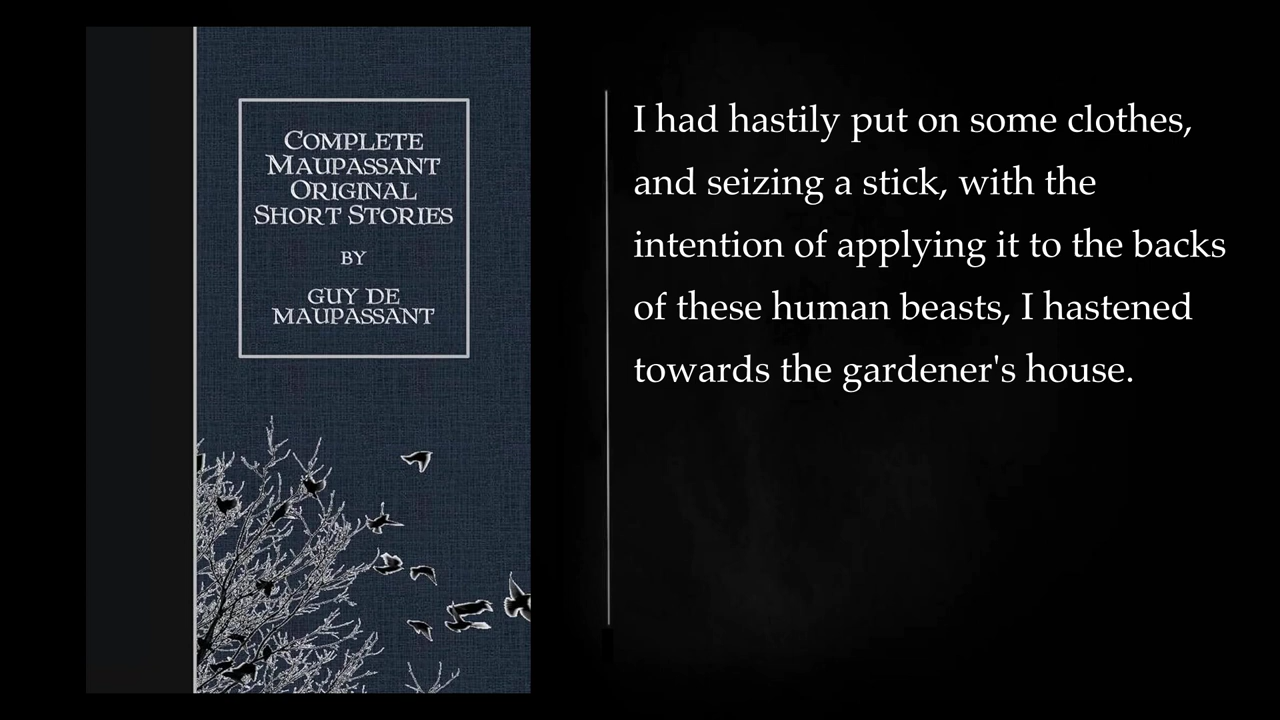 COMPLETE
MAUPASSANT
ORIGINAL
SHORT STORIES
BY
GUY DE
MAUPASSANT
I had hastily put on some clothes,
and seizing a stick, with the
intention of applying it to the backs
of these human beasts, I hastened
towards the gardener's house.